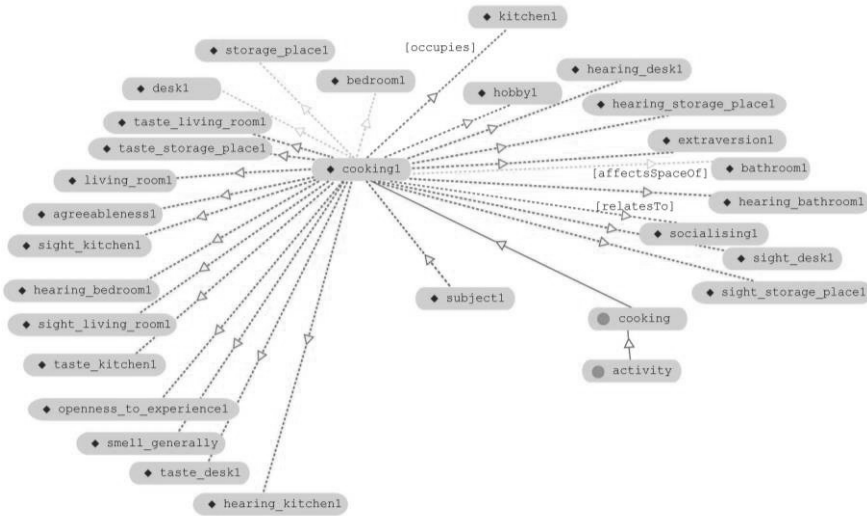 kitchen1
[occupies]
storage_place1
bedroom1
hearing_desk1
desk1
hobby1
hearing_storage_place1
taste_living_room1
extraversion1
taste_storage_place1
cooking1
bathroom1
[affectsSpaceOf]
living_room1
hearing_bathroom1
[relatesTo]
agreeableness1
socialising1
sight_kitchen1
sight_desk1
hearing_bedroom1
sight_storage_place1
subject1
cooking
sight_living_room1
taste_kitchen1
activity
openness_to_experience1
smell_generally
taste_desk1
hearing_kitchen1